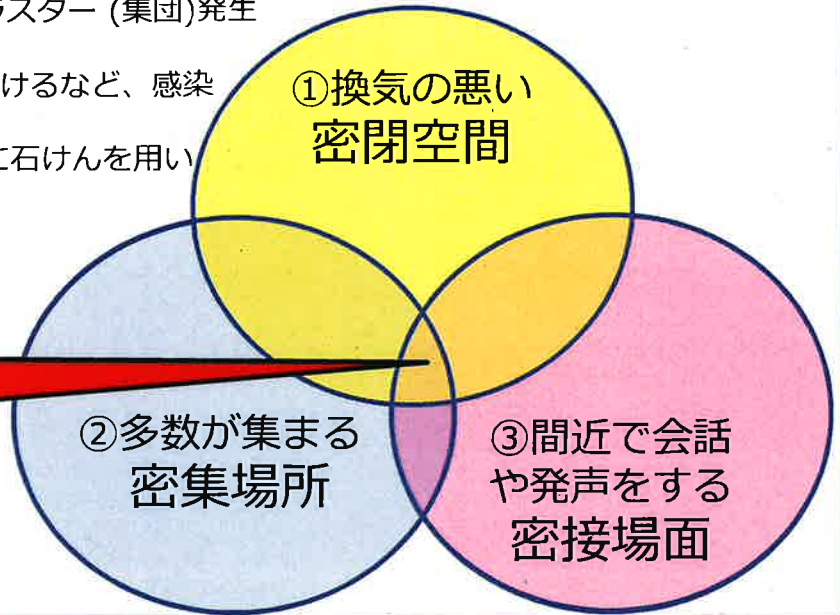 ラスター (集団)発生
けるなど、感染
に石けんを用い
①換気の悪い
密閉空間
②多数が集まる
密集場所
③間近で会話
や発声をする
密接場面